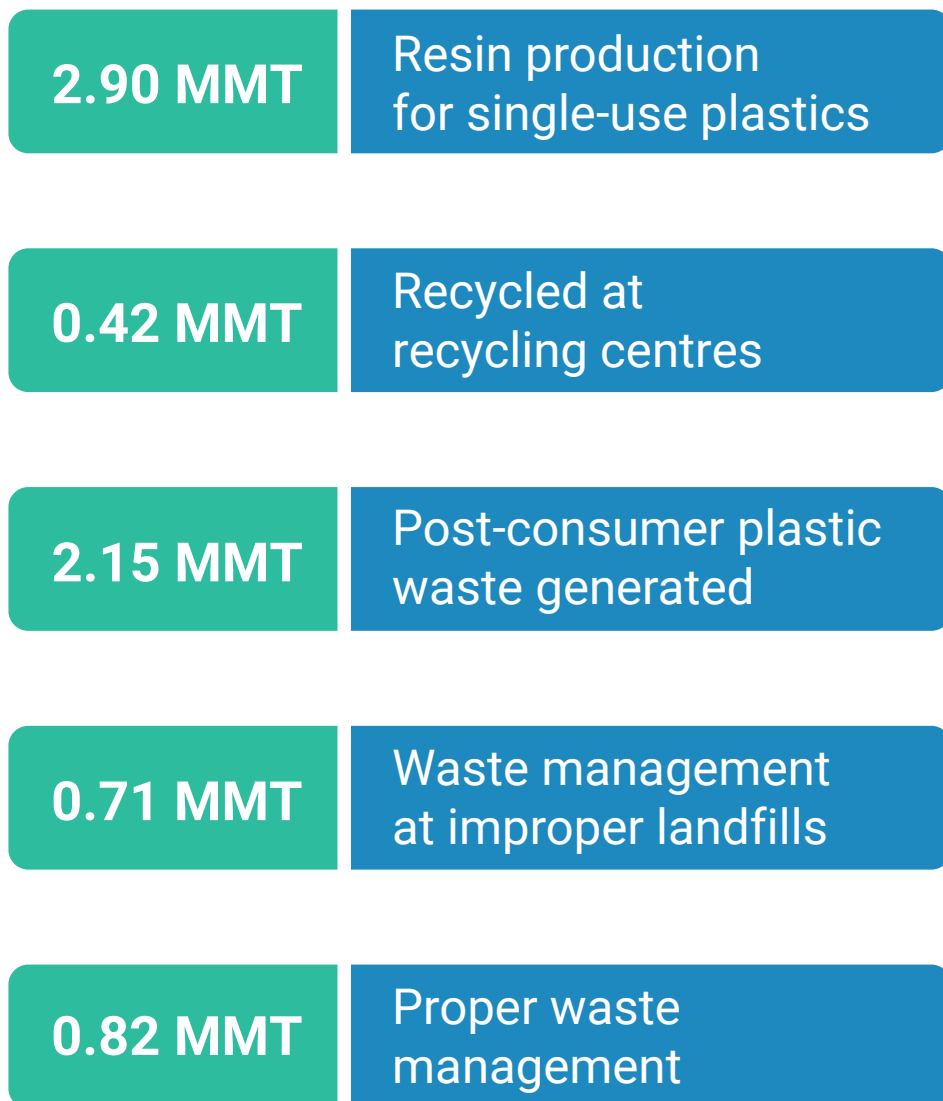 2.90 MMT
Resin production
for single-use plastics
0.42 MMT
Recycled at
recycling centres
2.15 MMT
Post-consumer plastic
waste generated
0.71 MMT
Waste management
at improper landfills
0.82 MMT
Proper waste
management